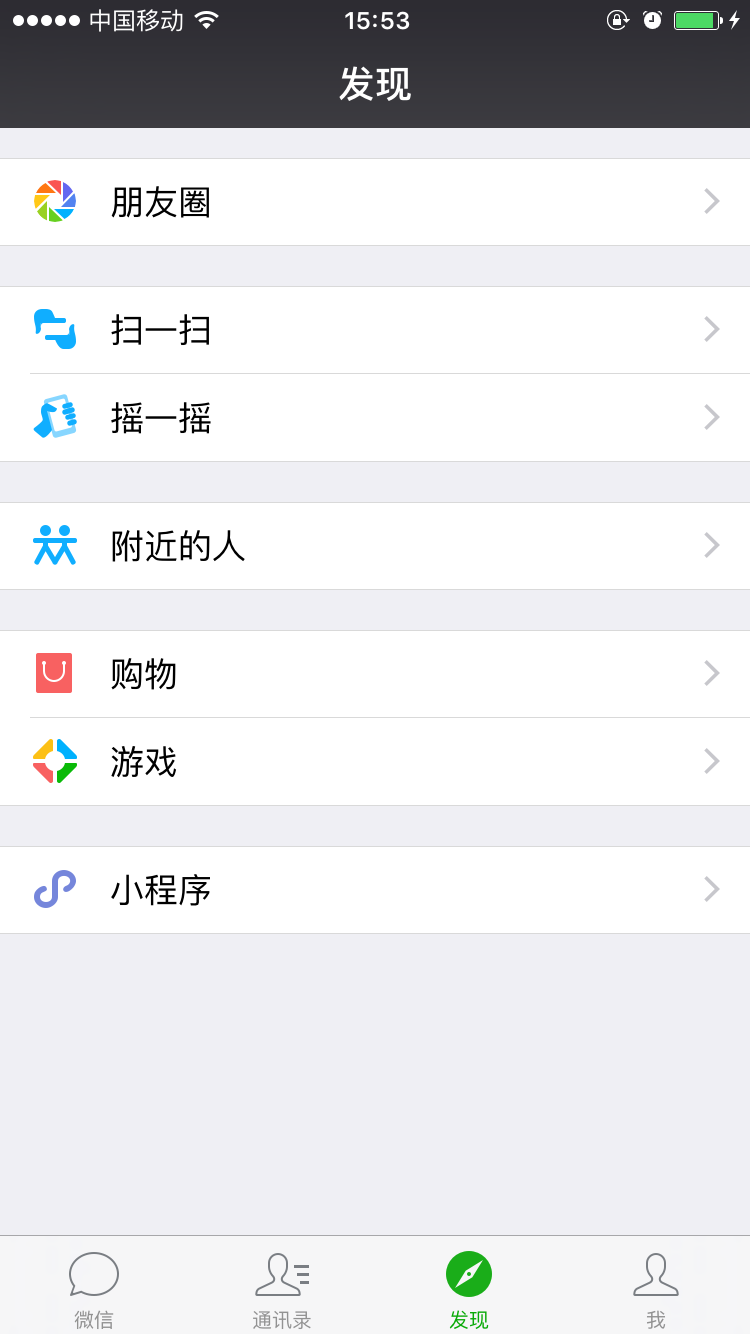 中国移动 15:53
发现
朋友圈
扫一扫
摇一摇
附近的人
购物
游戏
小程序
微信 通讯录 发现 我